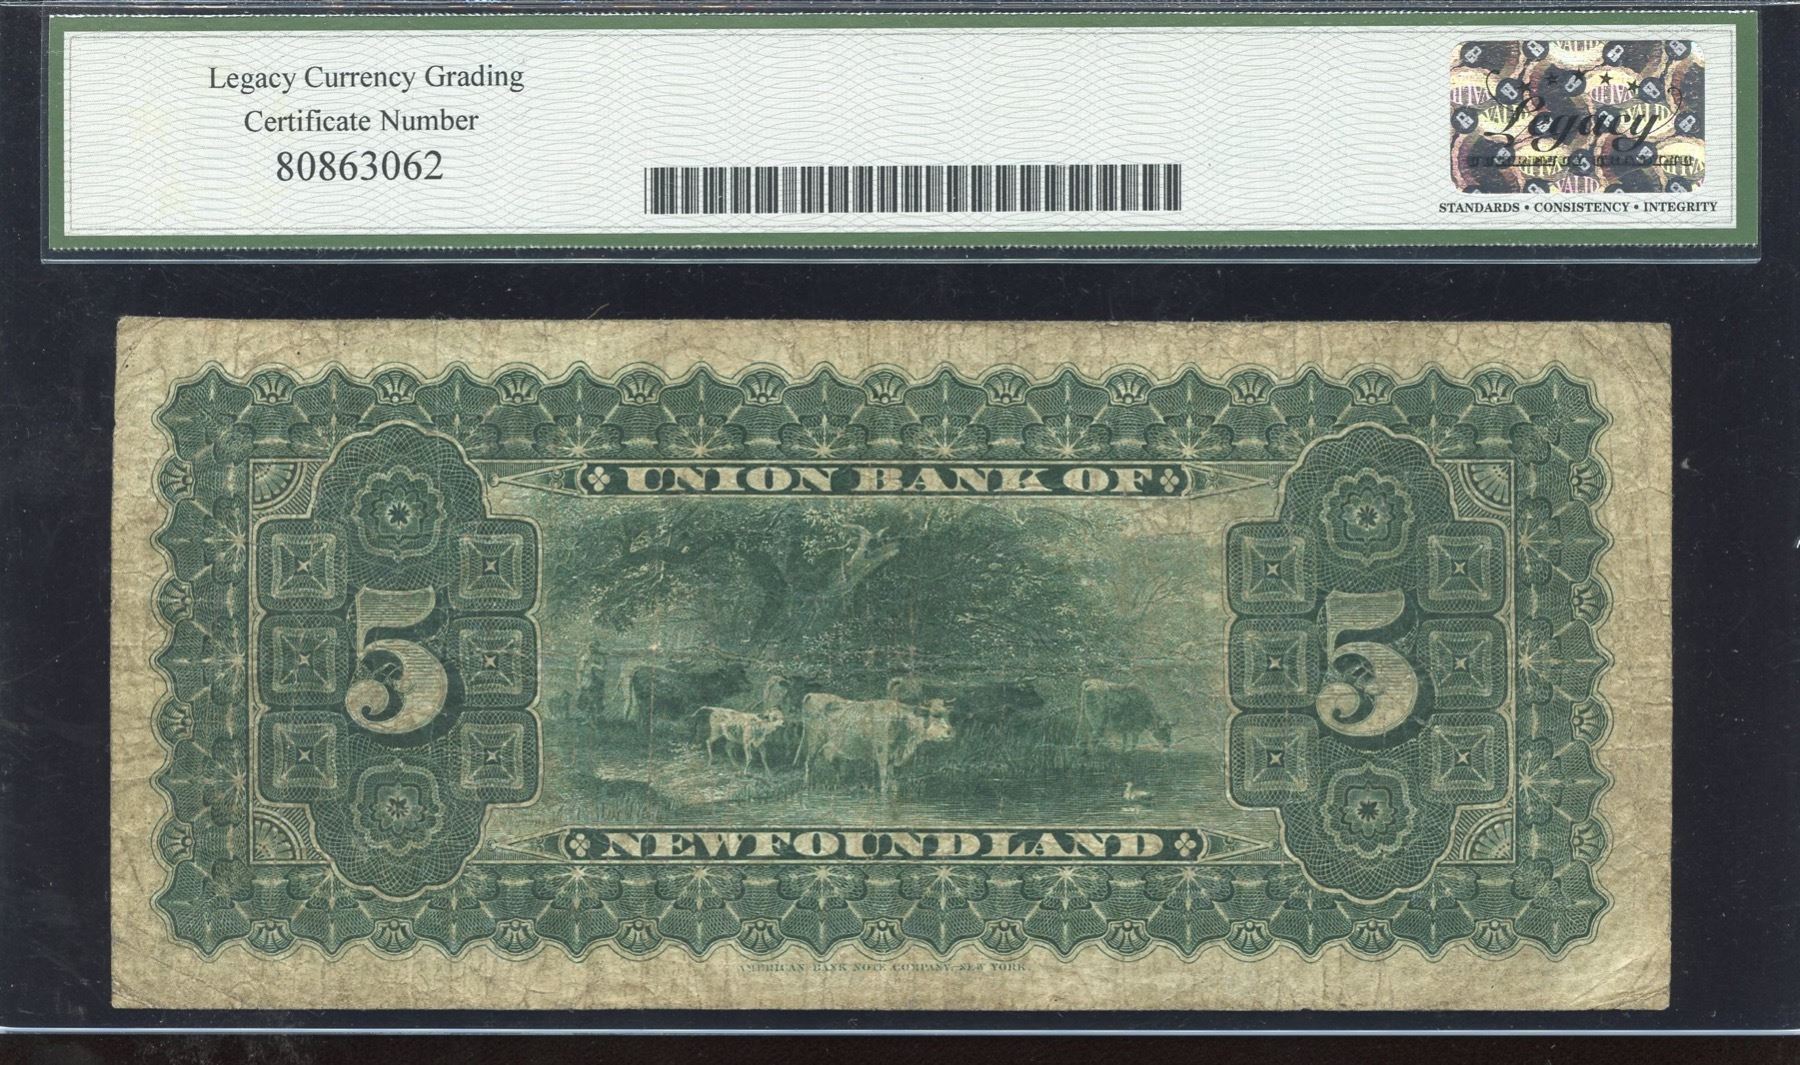 Legacy Currency Grading
Certificate Number
80863062
Legacy
STANDARDS • CONSISTENCY • INTEGRITY
UNION BANK OF
5
5
NEWFOUNDLAND
AMERICAN BANK NOTE COMPANY, NEW YORK.